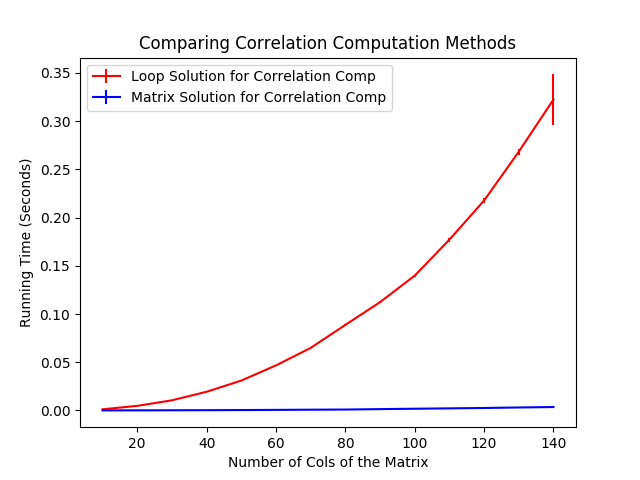 Comparing Correlation Computation Methods
Loop Solution for Correlation Comp
Matrix Solution for Correlation Comp
Running Time (Seconds)
0.35
0.30
0.25
0.20
0.15
0.10
0.05
0.00
20 40 60 80 100 120 140
Number of Cols of the Matrix